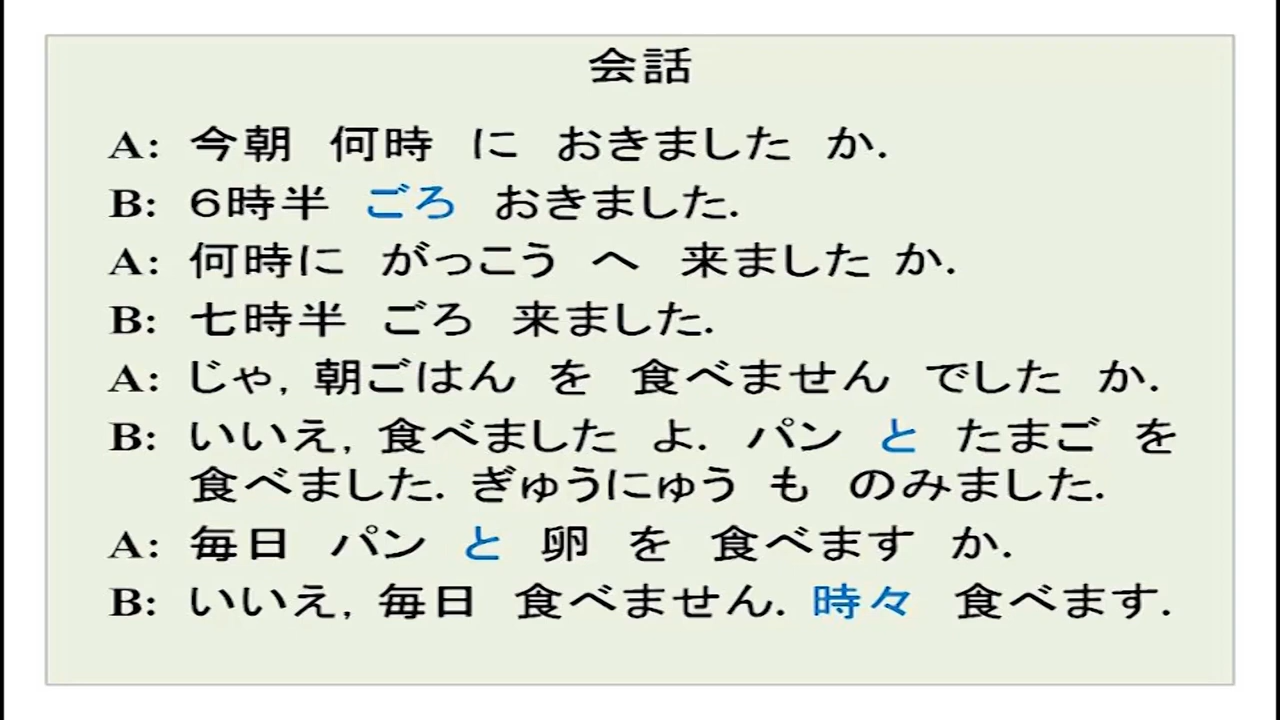 会話
A: 今朝 何時 に おきました か.
B: 6時半 ごろ おきました.
A: 何時に がっこう へ 来ました か.
B: 七時半 ごろ 来ました.
A: じゃ, 朝ごはん を 食べません でした か.
B: いいえ, 食べました よ. パン と たまご を
食べました. ぎゅうにゅう も のみました.
A: 毎日 パン と 卵 を 食べます か.
B: いいえ, 毎日 食べません. 時々 食べます.